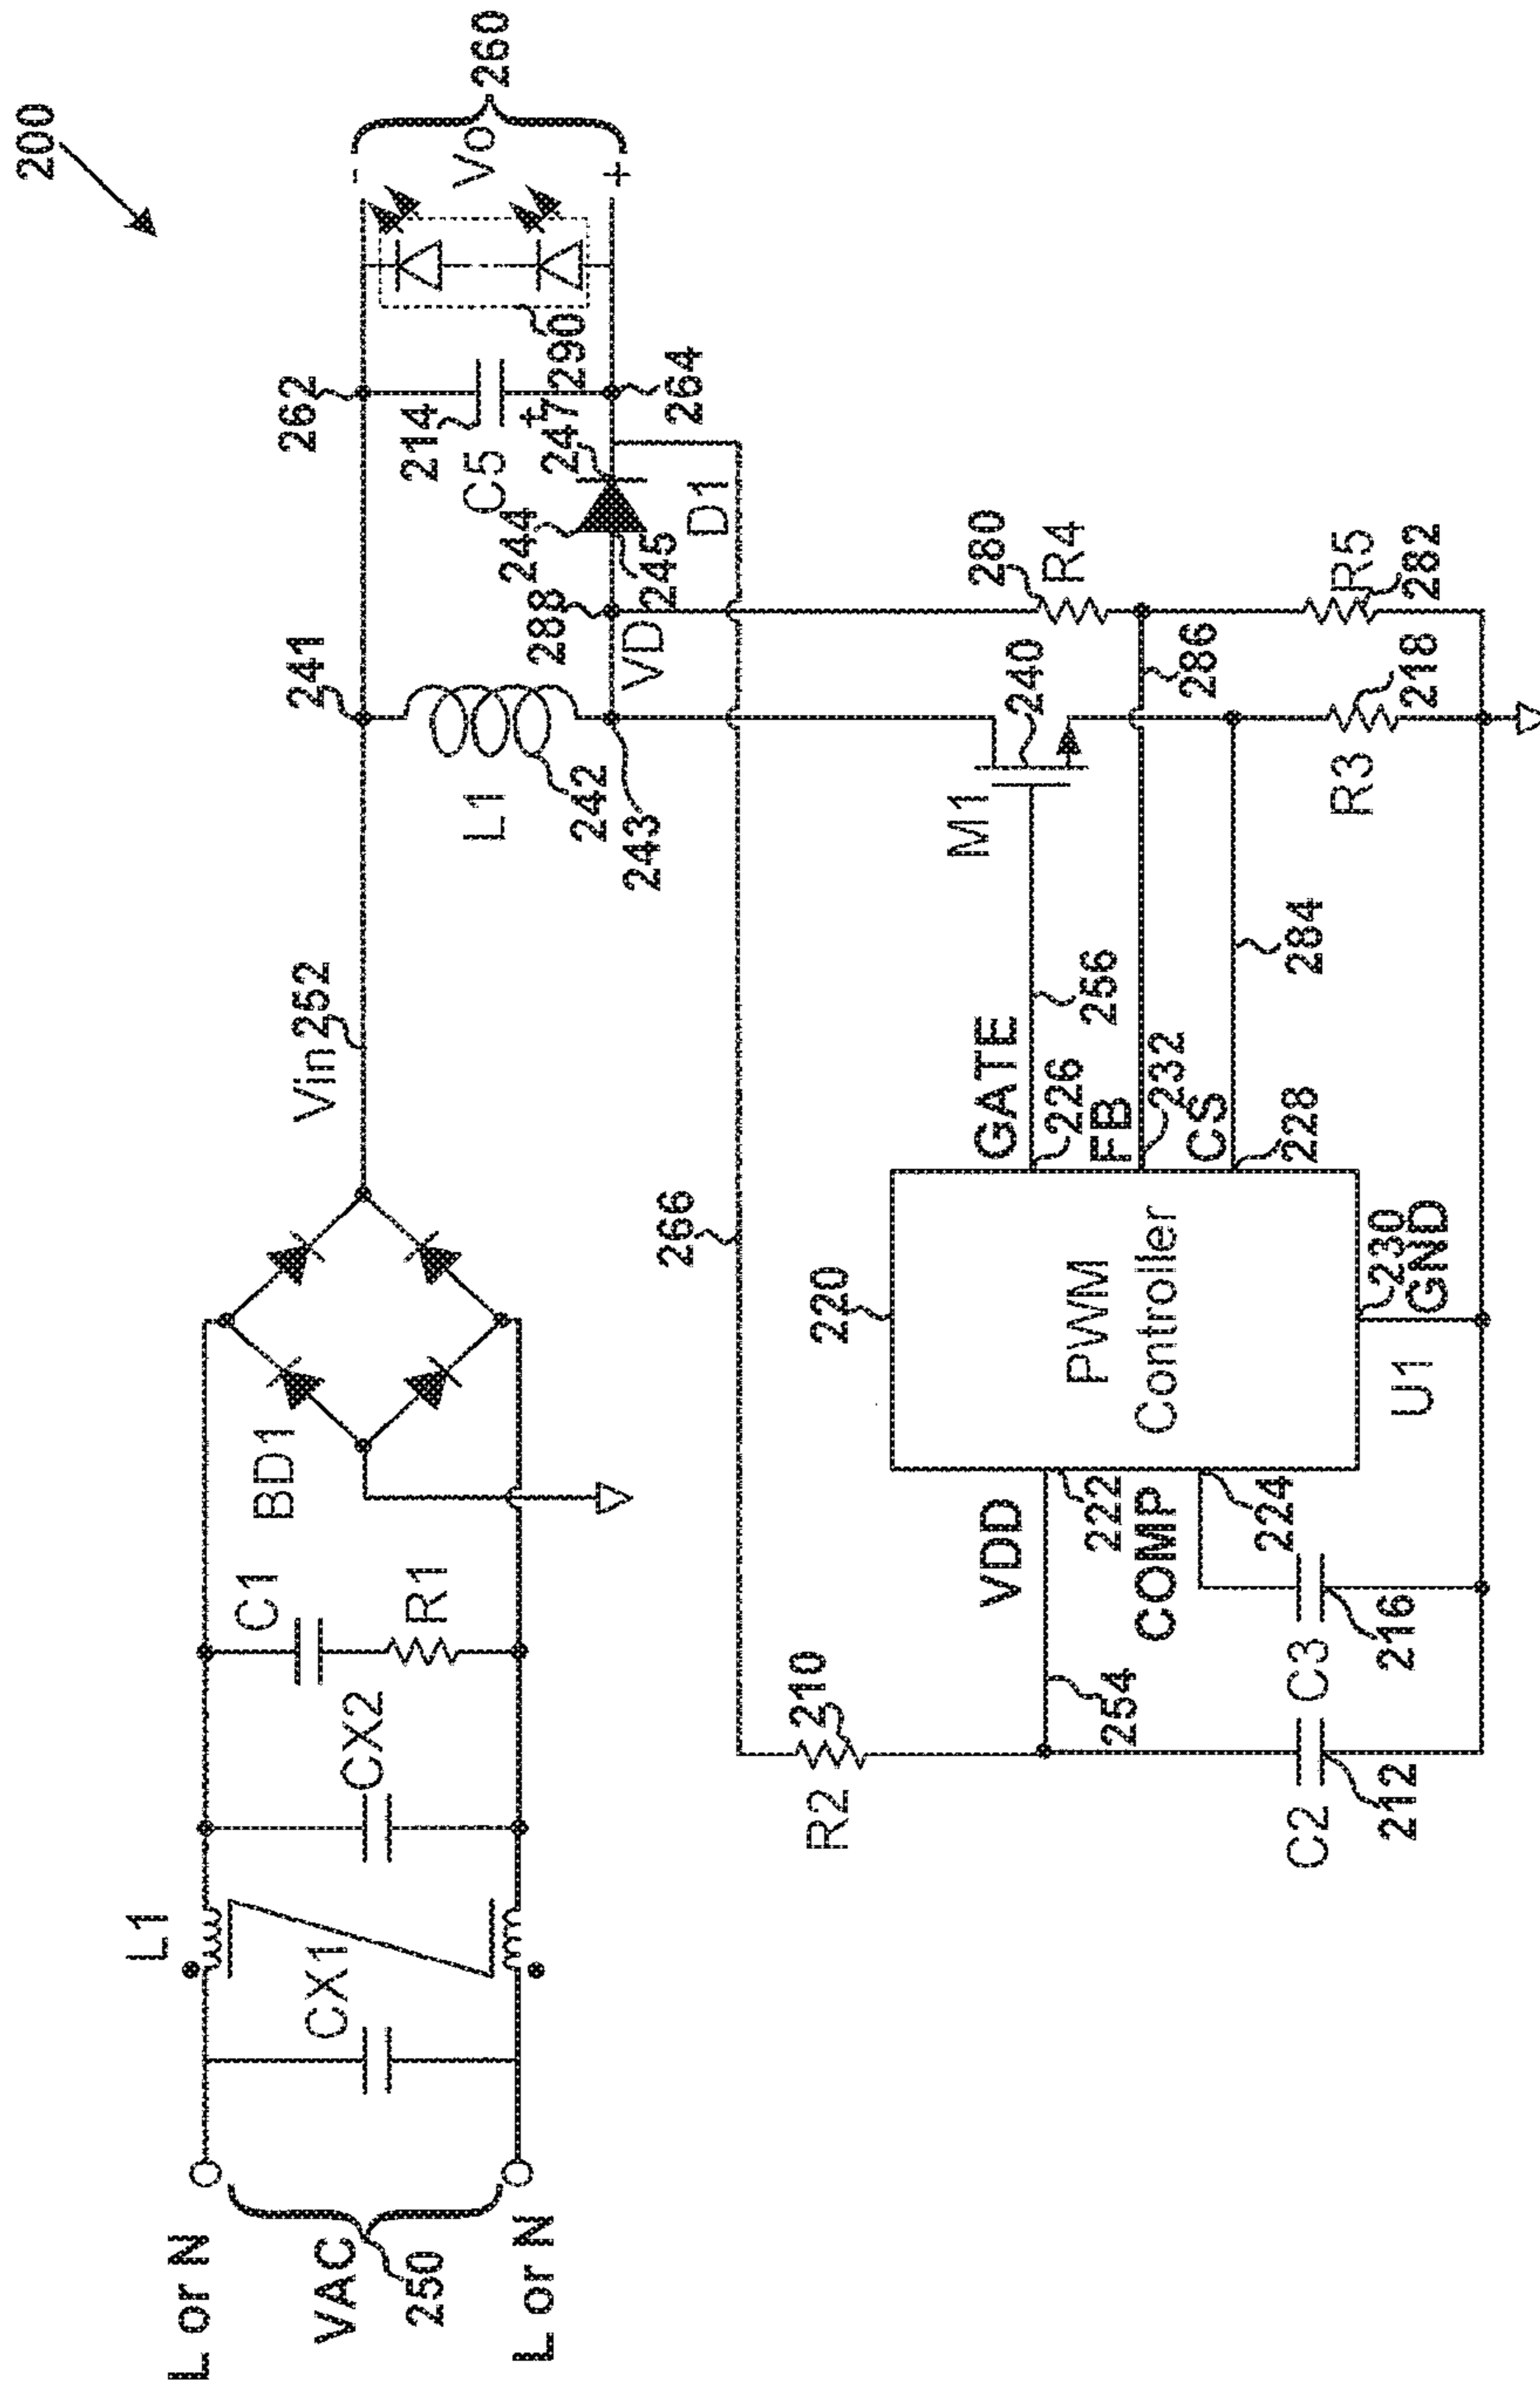 200
L or N
VAC
250
L or N
L1
CX1
CX2
C1
R1
BD1
Vin
252
241
L1
242
243
VD
288
244
245
247
D1
262
214
C5
+
264
290
-
Vo
+
260
266
R2
210
VDD
254
222
COMP
224
C3
216
C2
212
220
PWM
Controller
U1
230
GND
GATE
226
256
FB
232
286
CS
228
284
M1
240
280
R4
R5
282
218
R3